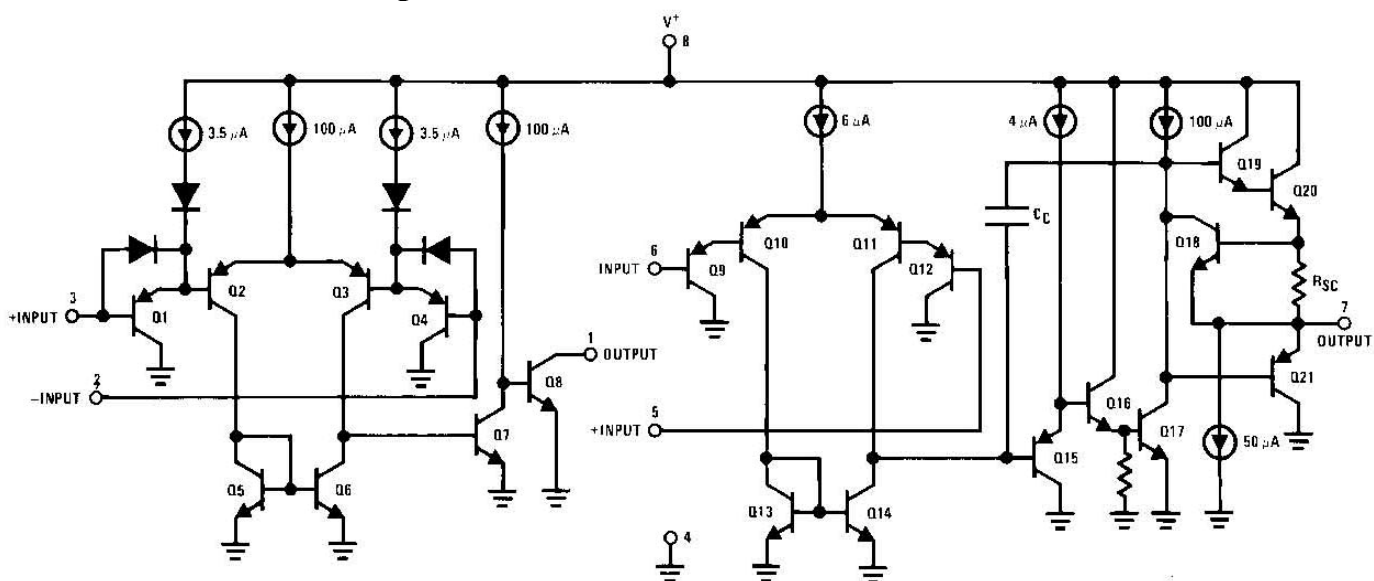 V+
8
3.5 μA
100 μA
3.5 μA
100 μA
6 μA
4 μA
100 μA
Q19
Q20
CC
Q18
6
INPUT
Q9
Q10
Q11
Q12
RSC
7
OUTPUT
3
+INPUT
Q1
Q2
Q3
Q4
1
OUTPUT
Q8
Q21
2
-INPUT
5
+INPUT
Q7
Q16
Q17
Q15
50 μA
Q5
Q6
Q13
Q14
4